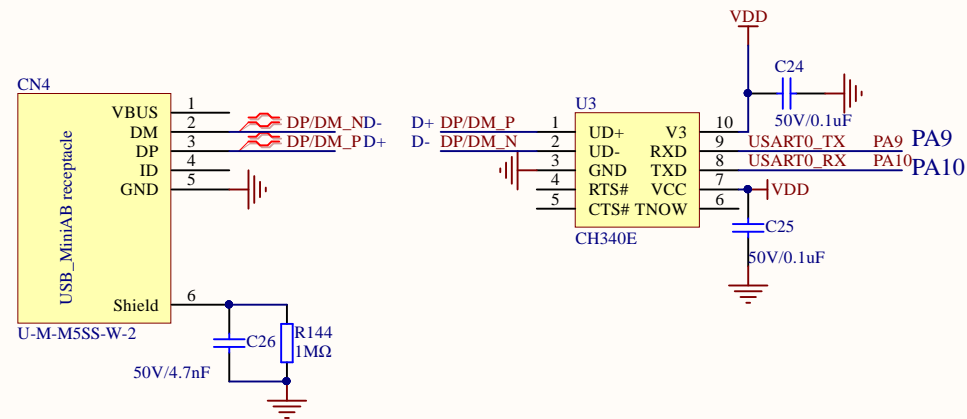 VDD
CN4
C24
50V/0.1uF
U3
VBUS 1
DM 2 DP/DM_N D-
DP 3 DP/DM_P D+
ID 4
GND 5
USB_MiniAB receptacle
Shield 6
U-M-M5SS-W-2
D+ DP/DM_P 1 UD+
D- DP/DM_N 2 UD-
3 GND
4 RTS#
5 CTS#
V3 10
RXD 9 USART0_TX PA9 PA9
TXD 8 USART0_RX PA10 PA10
VCC 7 VDD
TNOW 6
CH340E
C25
50V/0.1uF
C26
50V/4.7nF
R144
1MΩ